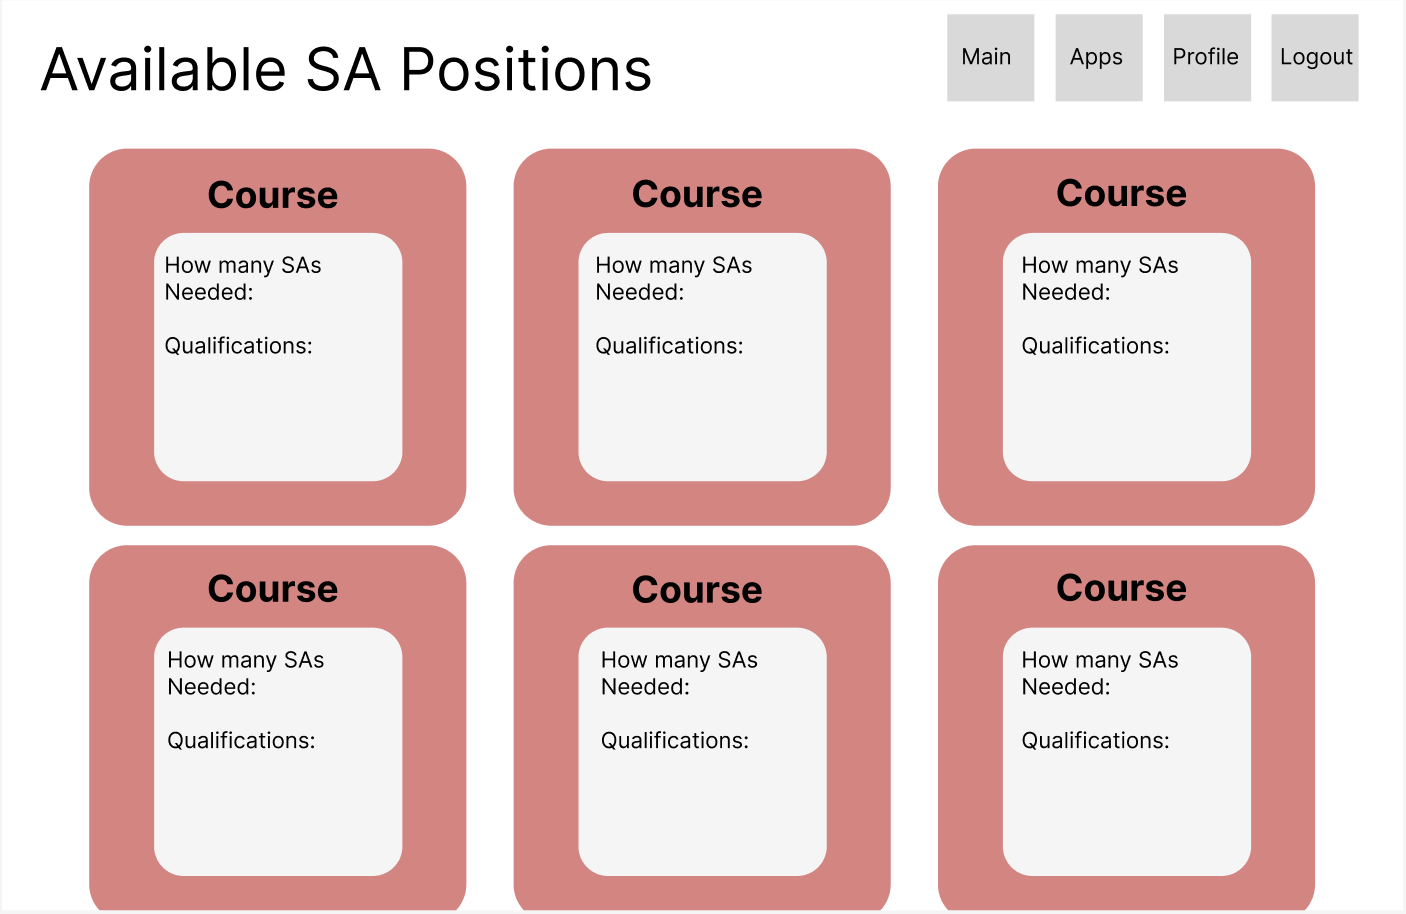 Available SA Positions
Main
Apps
Profile
Logout
Course
How many SAs
Needed:
Qualifications:
Course
How many SAs
Needed:
Qualifications:
Course
How many SAs
Needed:
Qualifications:
Course
How many SAs
Needed:
Qualifications:
Course
How many SAs
Needed:
Qualifications:
Course
How many SAs
Needed:
Qualifications: